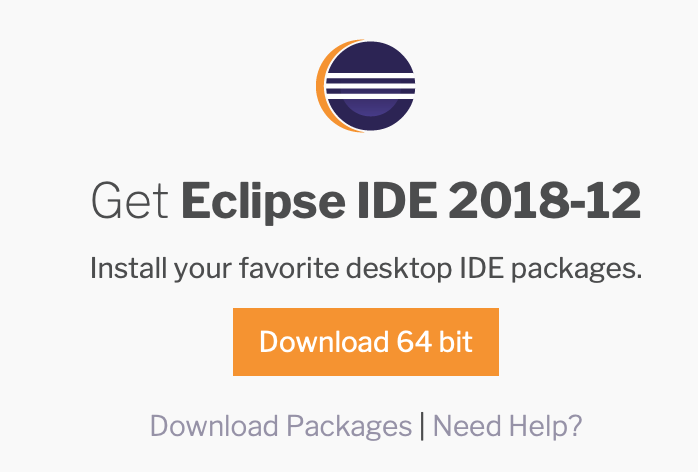 Get Eclipse IDE 2018-12
Install your favorite desktop IDE packages.
Download 64 bit
Download Packages | Need Help?